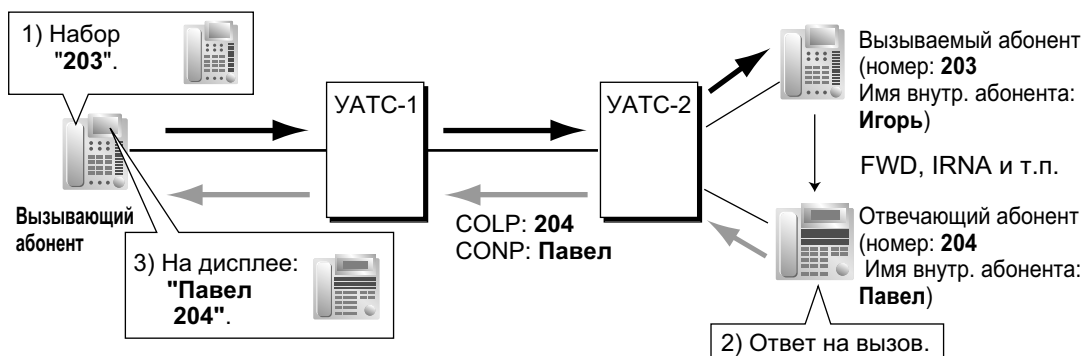 1) Набор
"203".
Вызывающий
абонент
3) На дисплее:
"Павел
204".
УАТС-1
COLP: 204
CONP: Павел
УАТС-2
Вызываемый абонент
(номер: 203
Имя внутр. абонента:
Игорь)
FWD, IRNA и т.п.
Отвечающий абонент
(номер: 204
Имя внутр. абонента:
Павел)
2) Ответ на вызов.